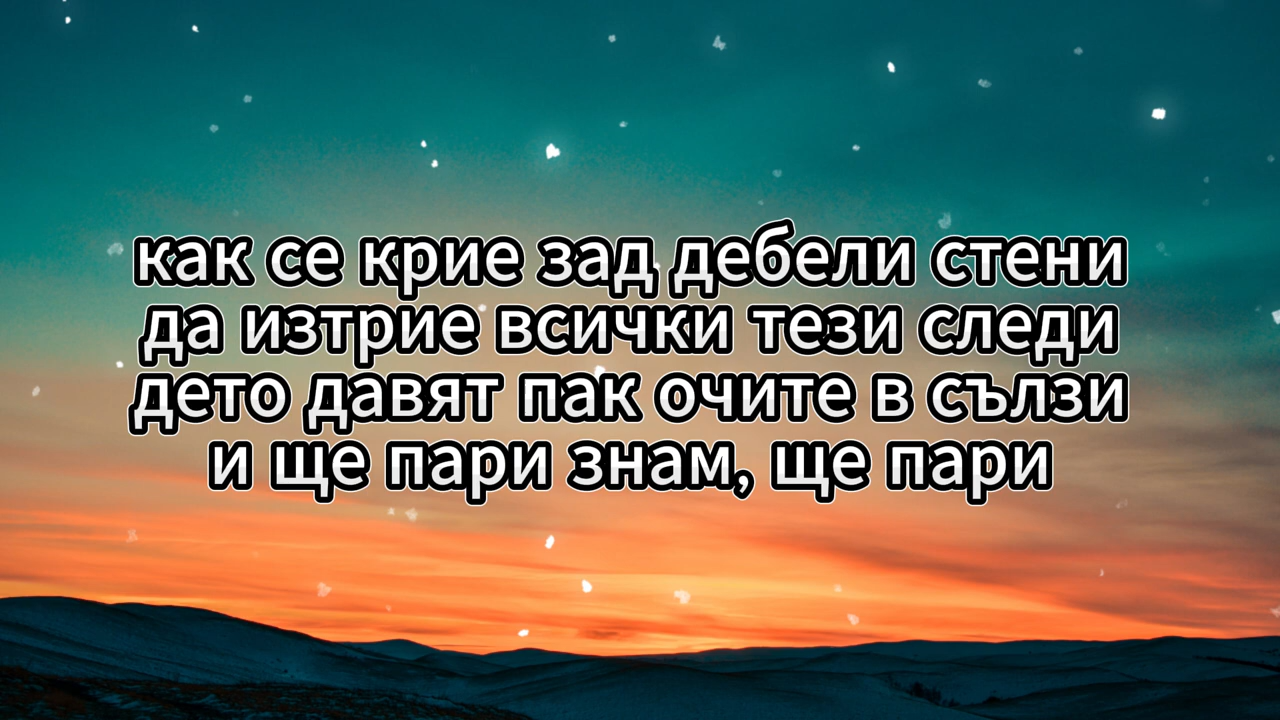 как се крие зад дебели стени
да изтрие всички тези следи
дето давят пак очите в сълзи
и ще пари знам, ще пари